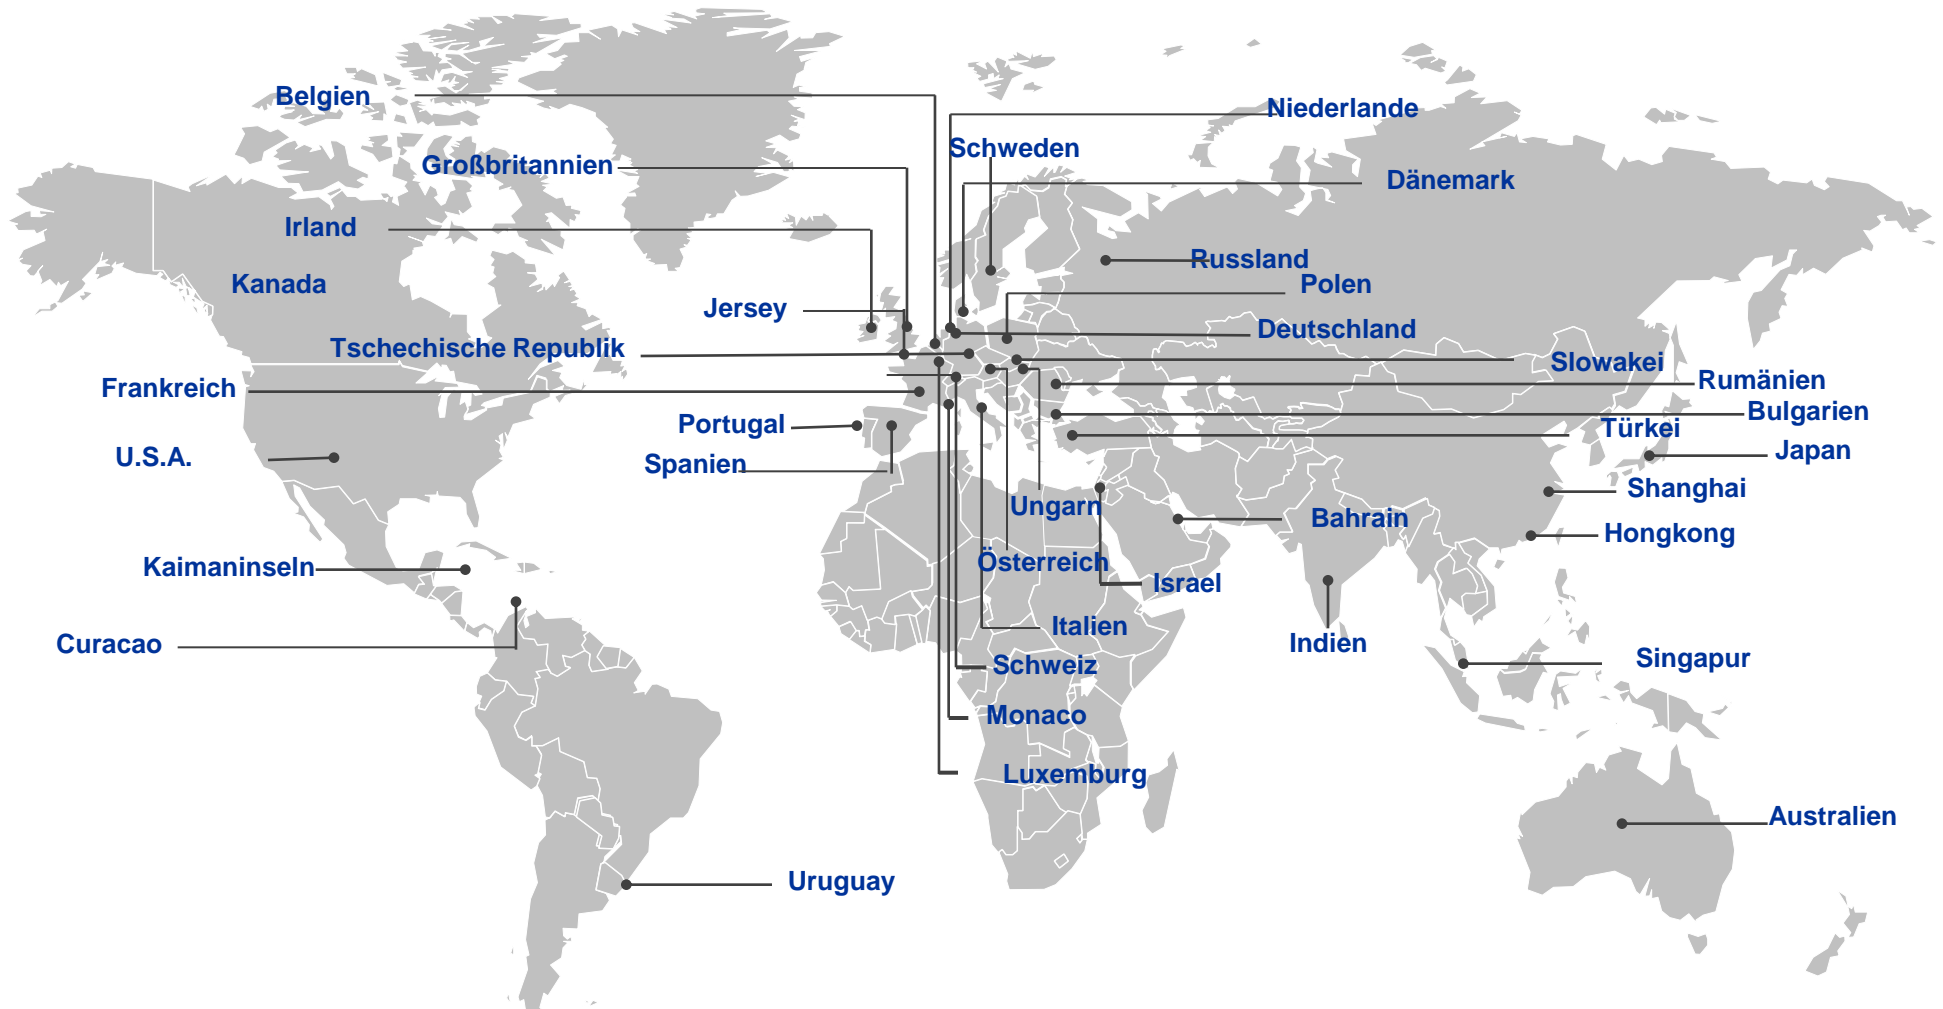 Belgien
Niederlande
Schweden
Großbritannien
Dänemark
Irland
Russland
Kanada
Polen
Jersey
Deutschland
Tschechische Republik
Slowakei
Frankreich
Rumänien
Bulgarien
Portugal
Türkei
U.S.A.
Japan
Spanien
Shanghai
Ungarn
Bahrain
Hongkong
Kaimaninseln
Österreich
Israel
Italien
Curacao
Indien
Schweiz
Singapur
Monaco
Luxemburg
Australien
Uruguay